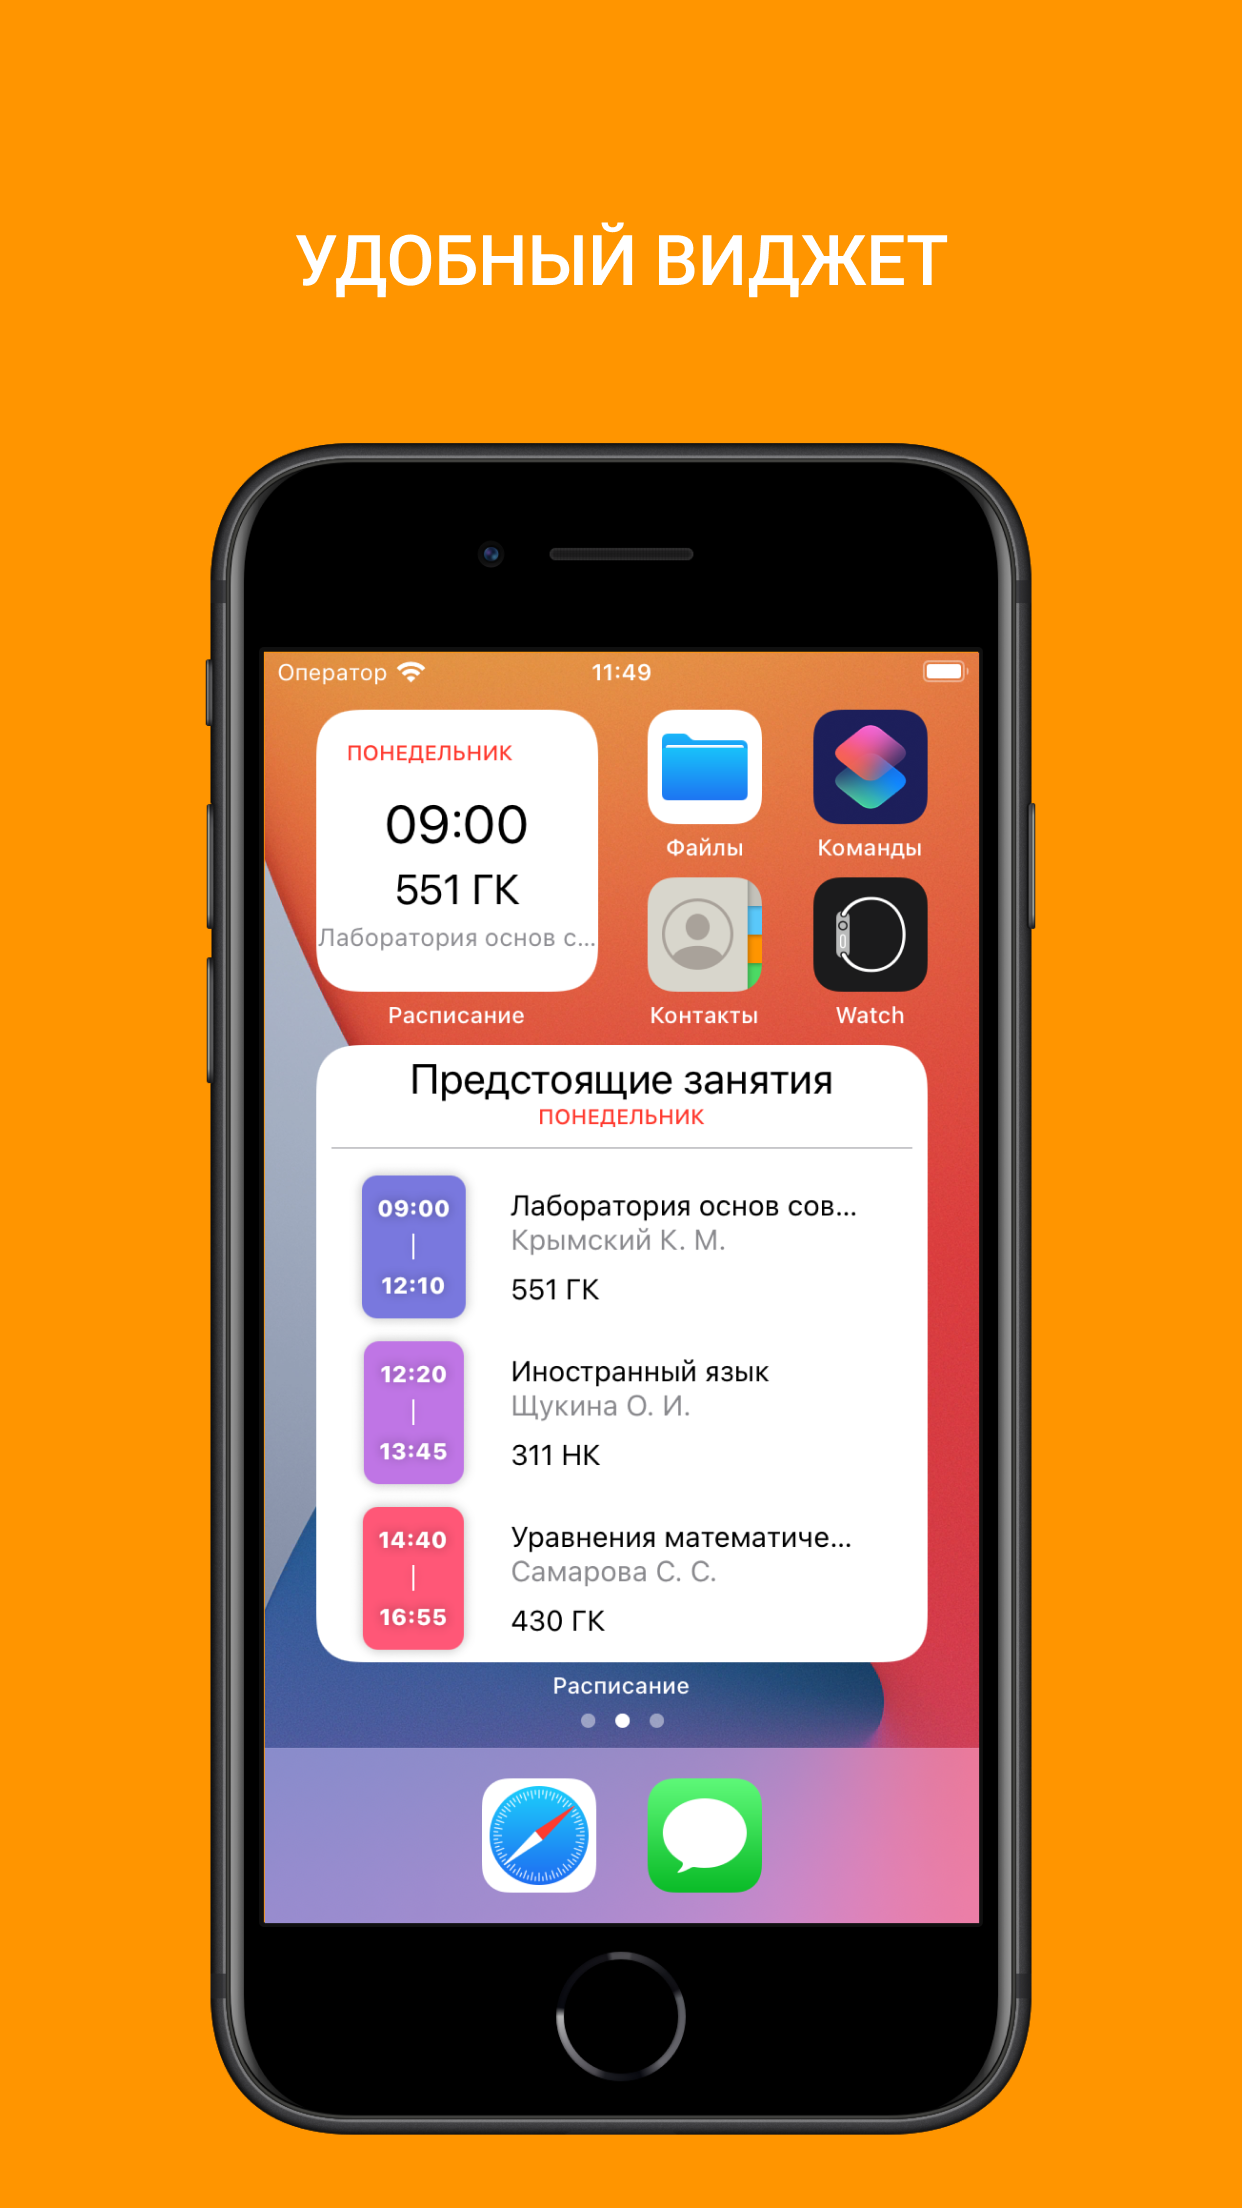 УДОБНЫЙ ВИДЖЕТ
Оператор 11:49
ПОНЕДЕЛЬНИК
09:00
551 ГК
Лаборатория основ с...
Расписание
Файлы
Команды
Контакты
Watch
Предстоящие занятия
ПОНЕДЕЛЬНИК
09:00
|
12:10
Лаборатория основ сов...
Крымский К. М.
551 ГК
12:20
|
13:45
Иностранный язык
Щукина О. И.
311 НК
14:40
|
16:55
Уравнения математиче...
Самарова С. С.
430 ГК
Расписание